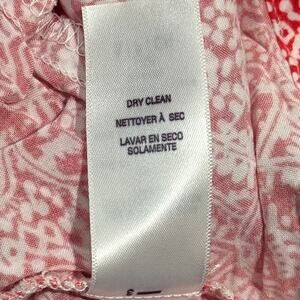 DRY CLEAN
NETTOYER À SEC
LAVAR EN SECO
SOLAMENTE